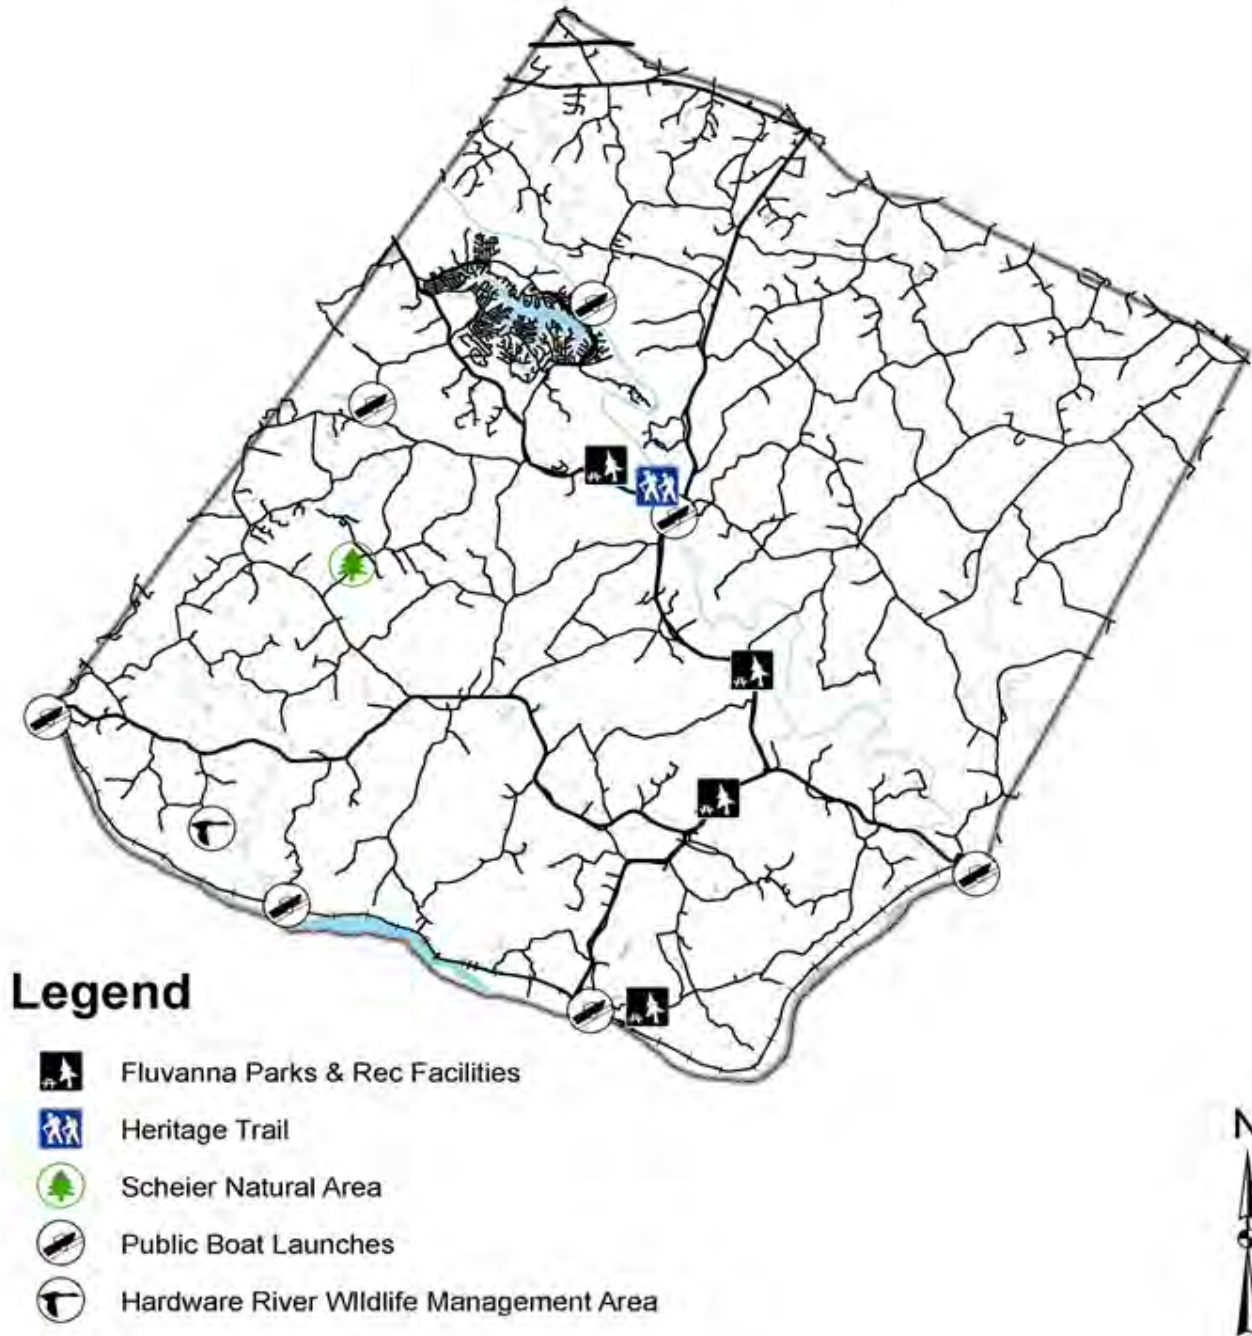 Legend
Fluvanna Parks & Rec Facilities
Heritage Trail
Scheier Natural Area
Public Boat Launches
Hardware River WIldlife Management Area
N